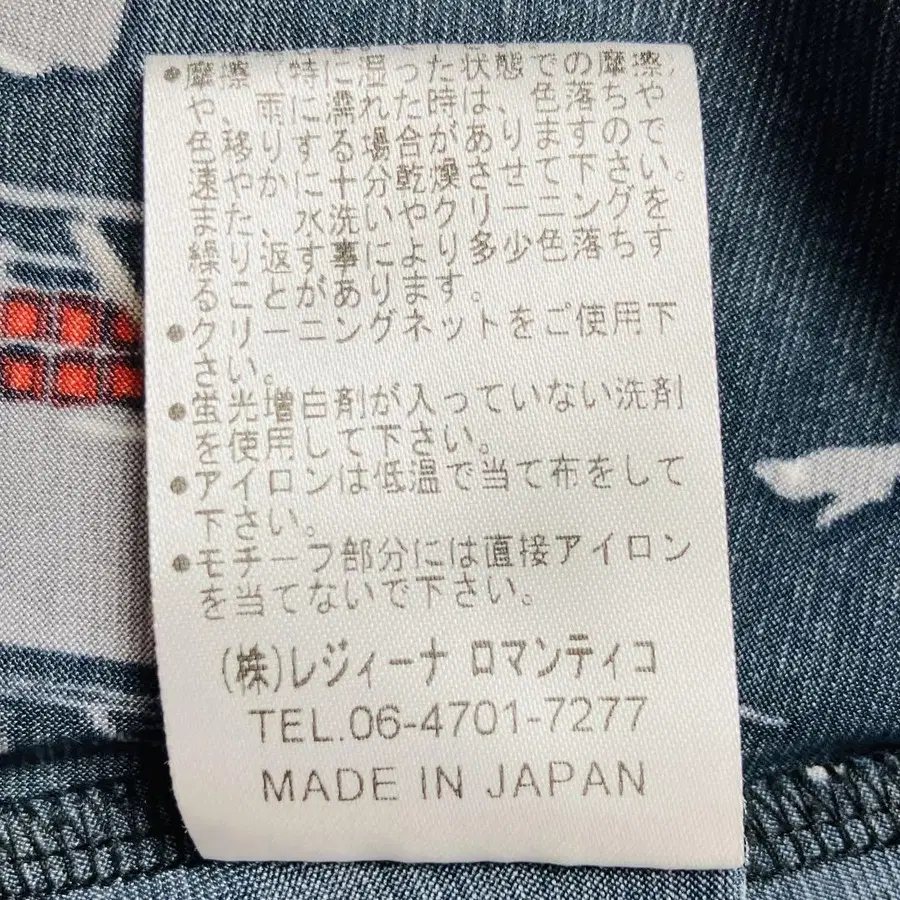 ・摩擦(特に湿った状態での摩擦)
や、雨に濡れた時は、色落ちや
色移りする場合がありますので
速やかに十分乾燥させて下さい。
また、水洗いやクリーニングを
繰り返す事により多少色落ちす
ることがあります。
・クリーニングネットをご使用下
さい。
・蛍光増白剤が入っていない洗剤
を使用して下さい。
・アイロンは低温で当て布をして
下さい。
・モチーフ部分には直接アイロン
を当てないで下さい。
(株)レジィーナ ロマンティコ
TEL.06-4701-7277
MADE IN JAPAN